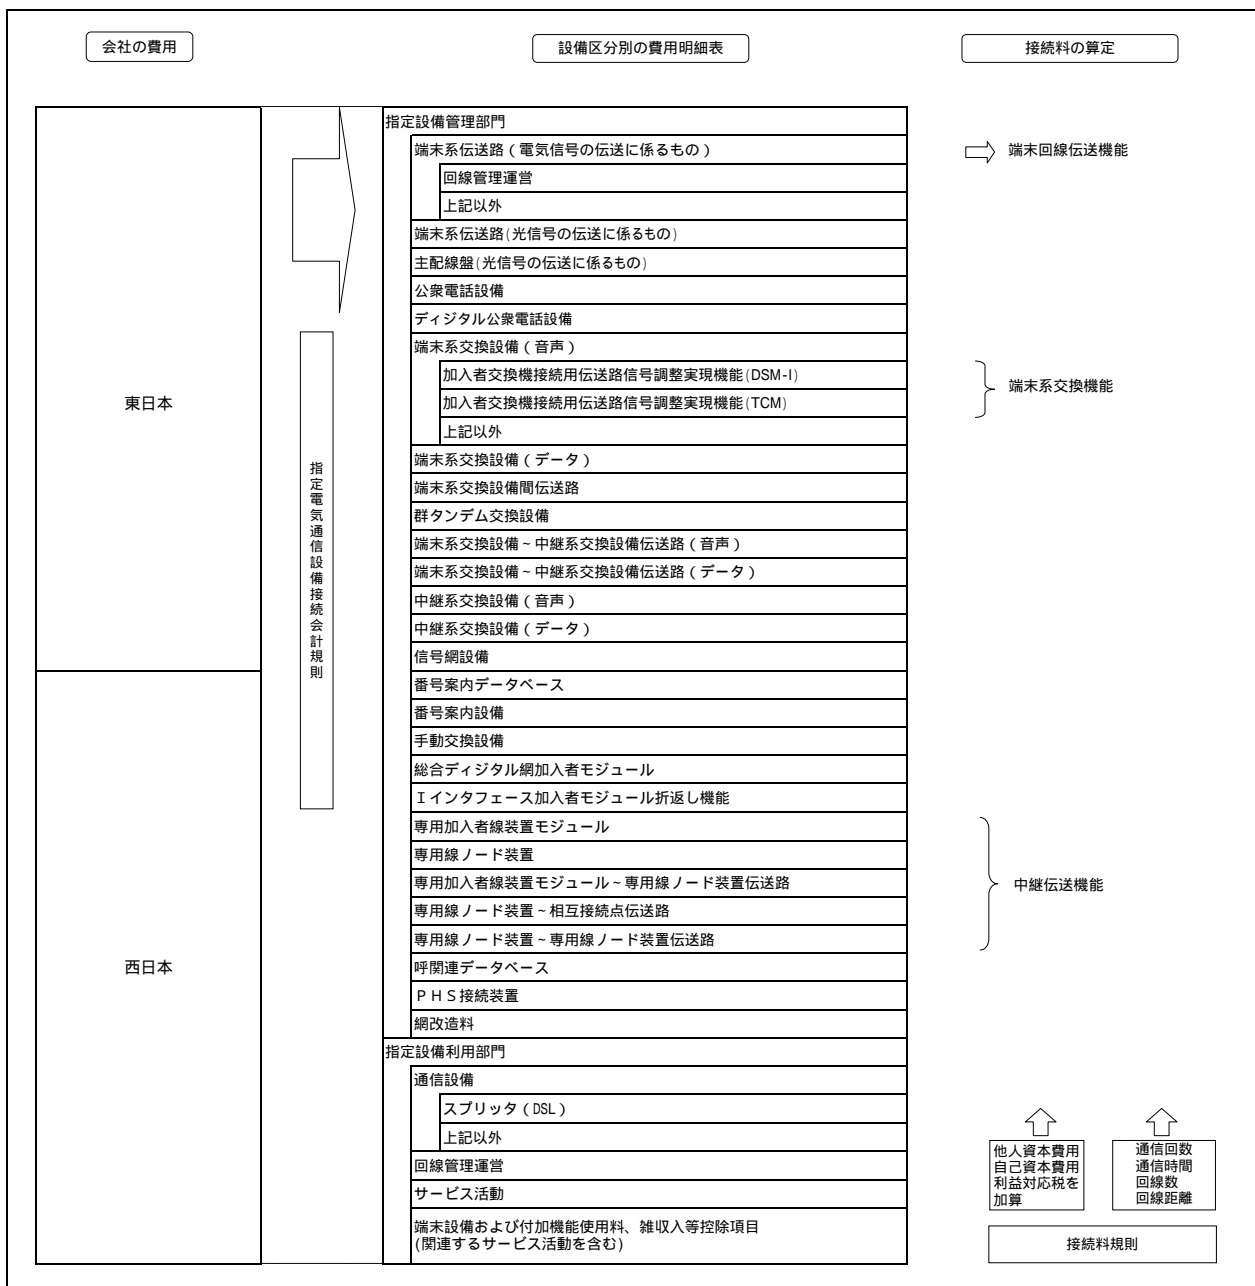 会社の費用
設備区分別の費用明細表
接続料の算定
東日本
西日本
指定電気通信設備接続会計規則
指定設備管理部門
端末系伝送路(電気信号の伝送に係るもの)
回線管理運営
上記以外
端末系伝送路(光信号の伝送に係るもの)
主配線盤(光信号の伝送に係るもの)
公衆電話設備
ディジタル公衆電話設備
端末系交換設備(音声)
加入者交換機接続用伝送路信号調整実現機能(DSM-I)
加入者交換機接続用伝送路信号調整実現機能(TCM)
上記以外
端末系交換設備(データ)
端末系交換設備間伝送路
群タンデム交換設備
端末系交換設備~中継系交換設備伝送路(音声)
端末系交換設備~中継系交換設備伝送路(データ)
中継系交換設備(音声)
中継系交換設備(データ)
信号網設備
番号案内データベース
番号案内設備
手動交換設備
総合ディジタル網加入者モジュール
Iインタフェース加入者モジュール折返し機能
専用加入者線装置モジュール
専用線ノード装置
専用加入者線装置モジュール~専用線ノード装置伝送路
専用線ノード装置~相互接続点伝送路
専用線ノード装置~専用線ノード装置伝送路
呼関連データベース
PHS接続装置
網改造料
指定設備利用部門
通信設備
スプリッタ(DSL)
上記以外
回線管理運営
サービス活動
端末設備および付加機能使用料、雑収入等控除項目
(関連するサービス活動を含む)
端末回線伝送機能
端末系交換機能
中継伝送機能
他人資本費用
自己資本費用
利益対応税を
加算
通信回数
通信時間
回線数
回線距離
接続料規則